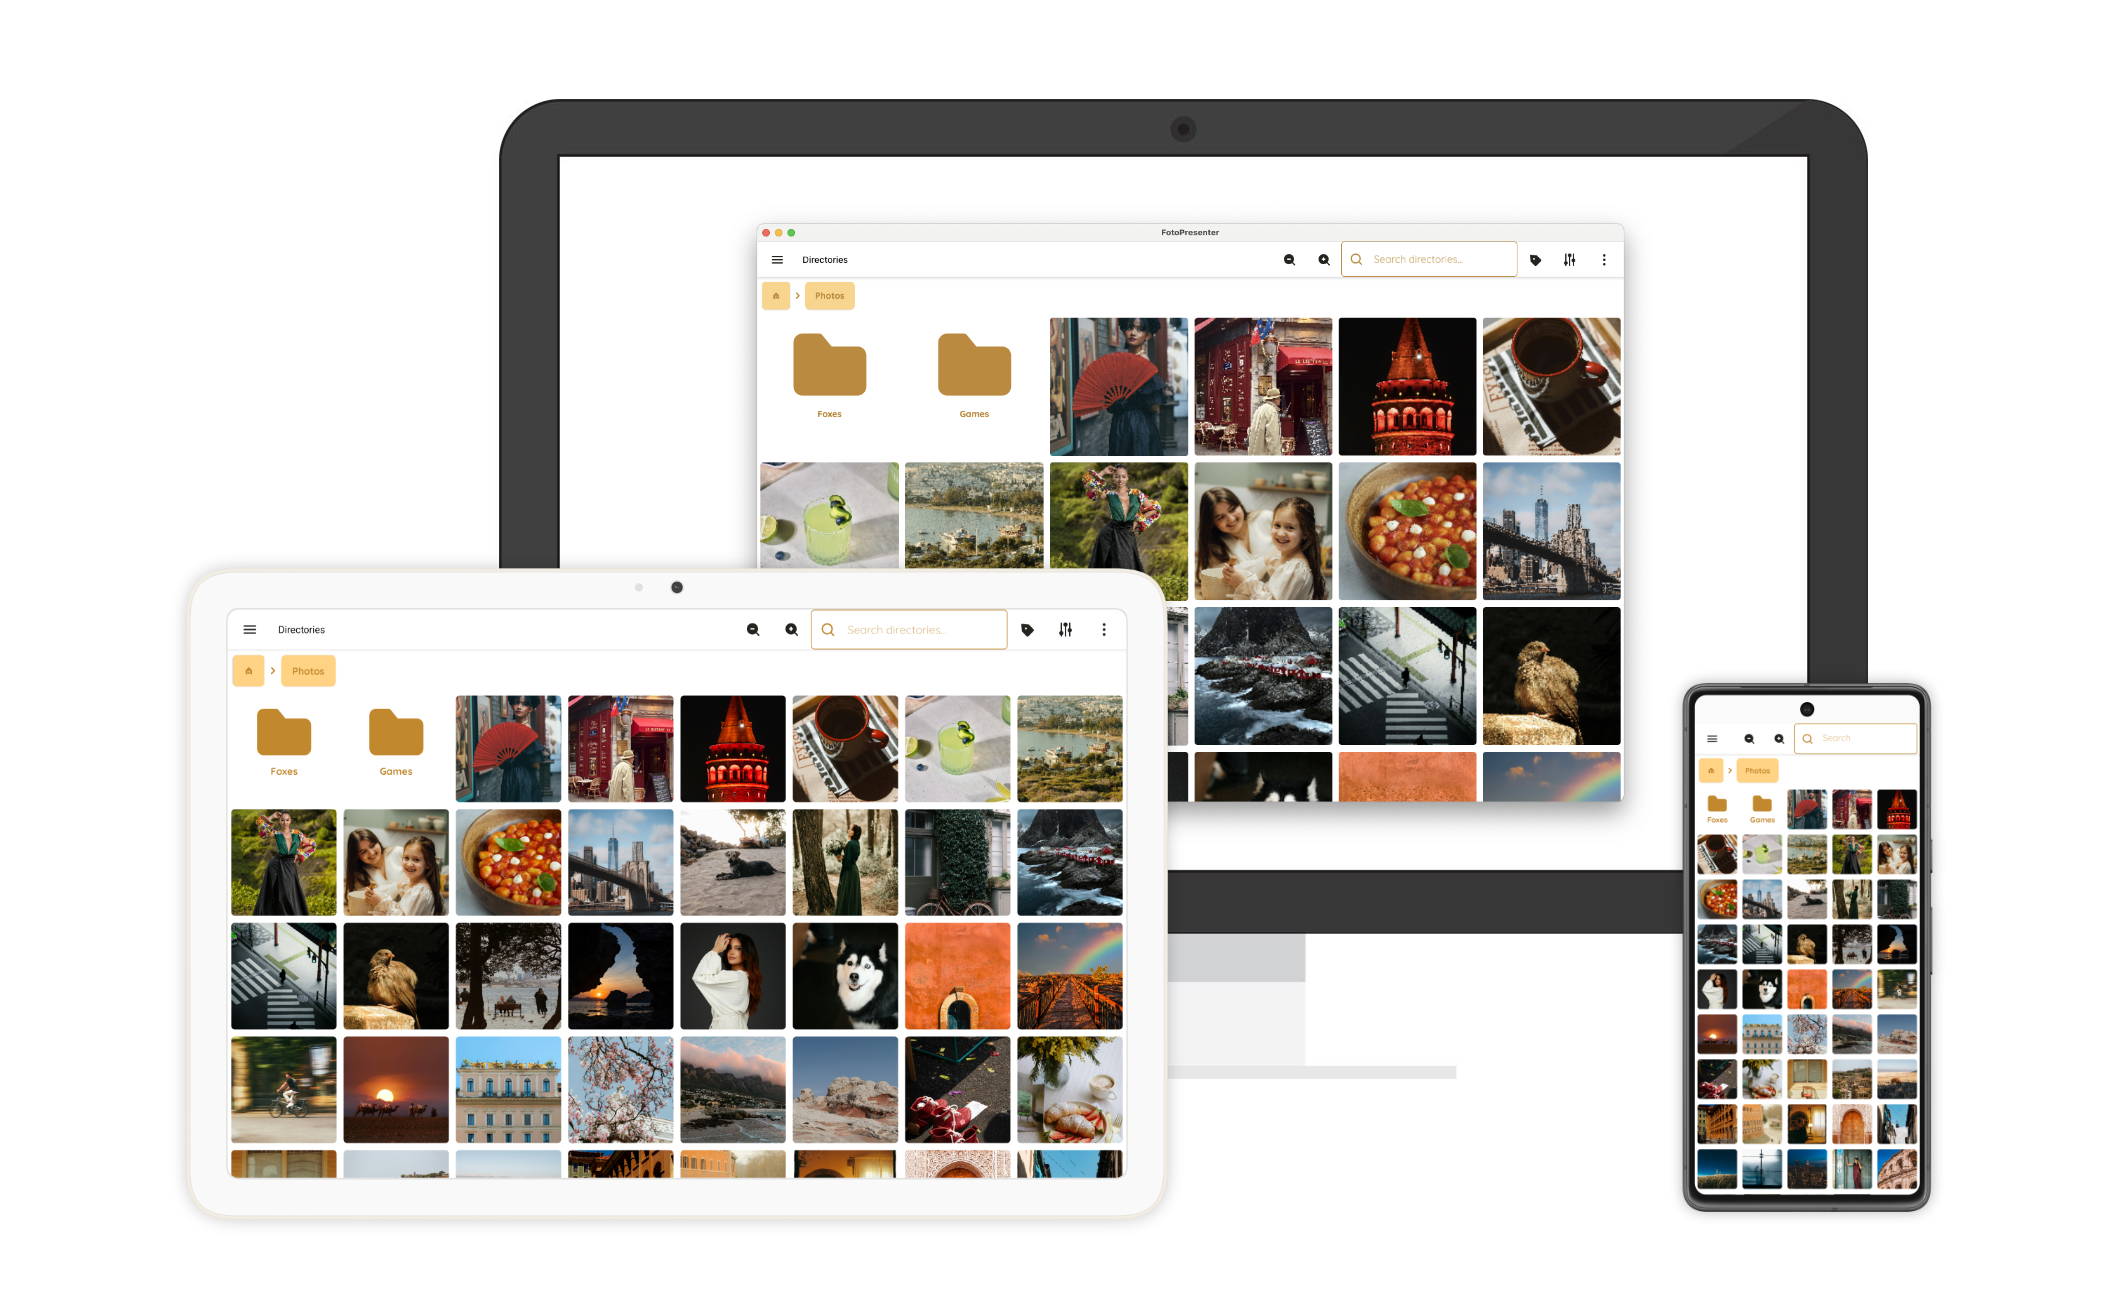 FotoPresenter
Directories
Search directories...
Photos
Foxes
Games
Directories
Search directories...
Photos
Foxes
Games
Search
Photos
Foxes
Games